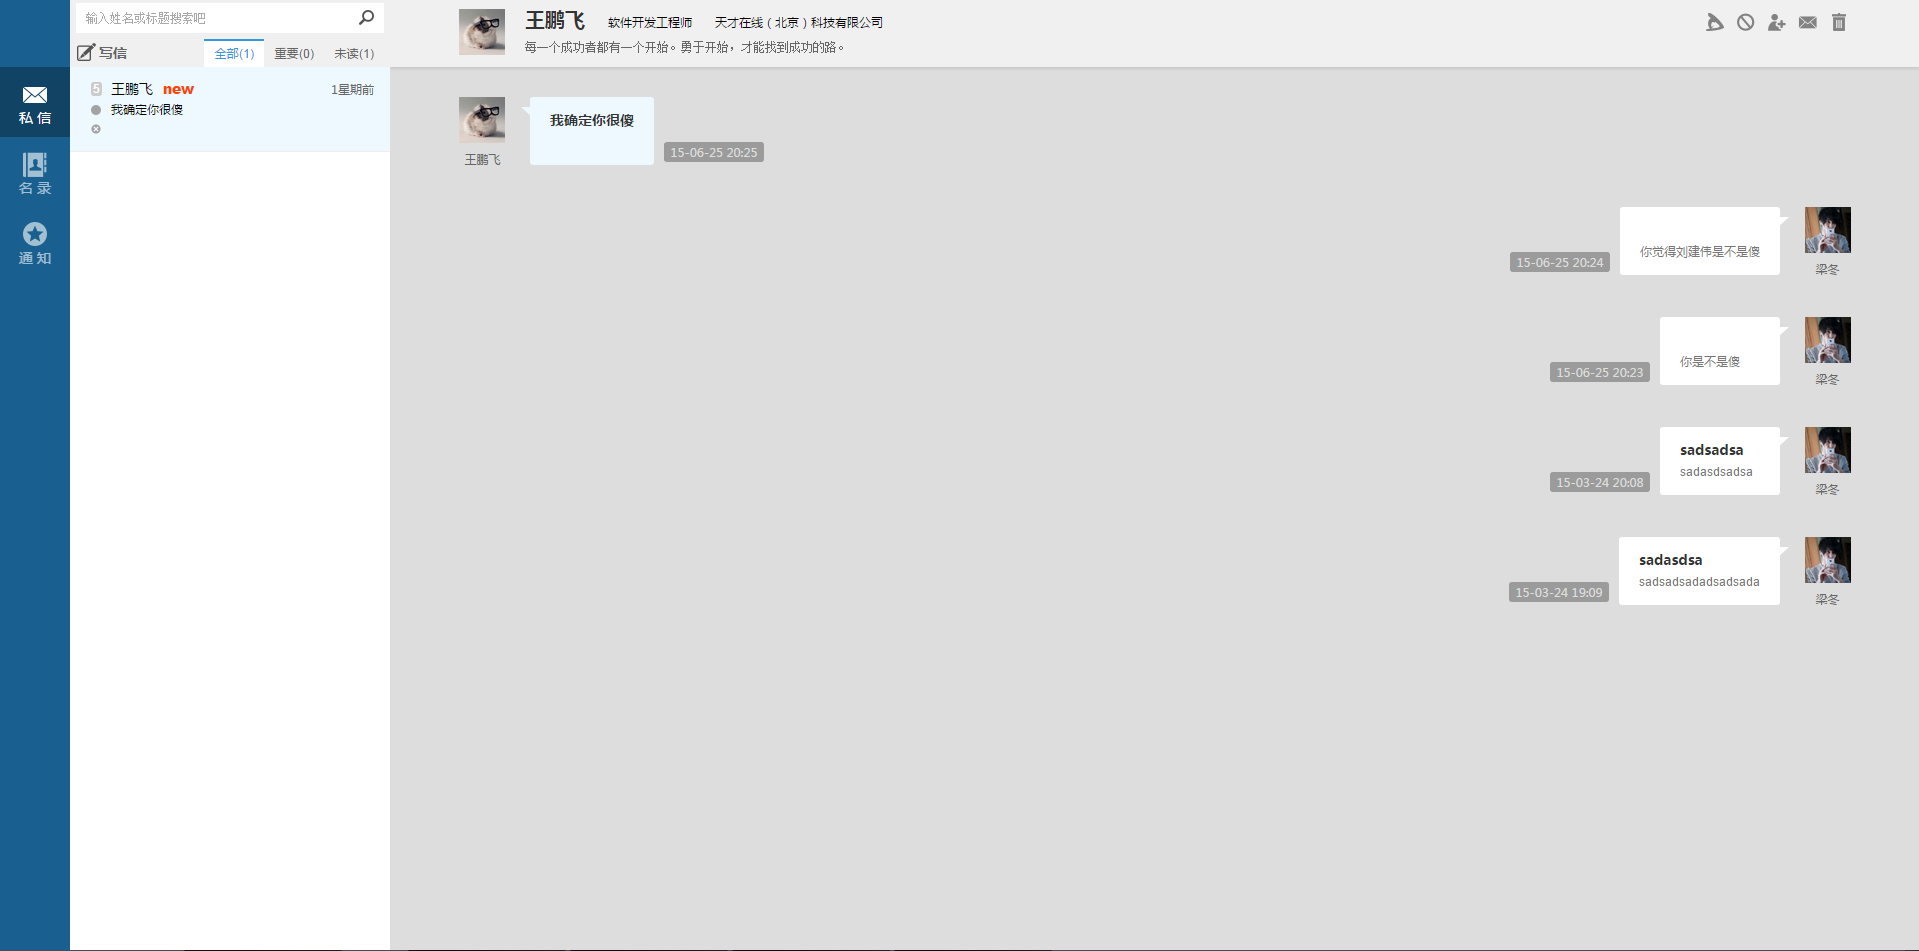 输入姓名或标题搜索吧
写信
全部(1)
重要(0)
未读(1)
私 信
名 录
通 知
5
王鹏飞
new
1星期前
我确定你很傻
王鹏飞
软件开发工程师
天才在线（北京）科技有限公司
每一个成功者都有一个开始。勇于开始，才能找到成功的路。
我确定你很傻
15-06-25 20:25
王鹏飞
你觉得刘建伟是不是傻
15-06-25 20:24
梁冬
你是不是傻
15-06-25 20:23
梁冬
sadsadsa
sadasdsadsa
15-03-24 20:08
梁冬
sadasdsa
sadsadsadadsadsada
15-03-24 19:09
梁冬